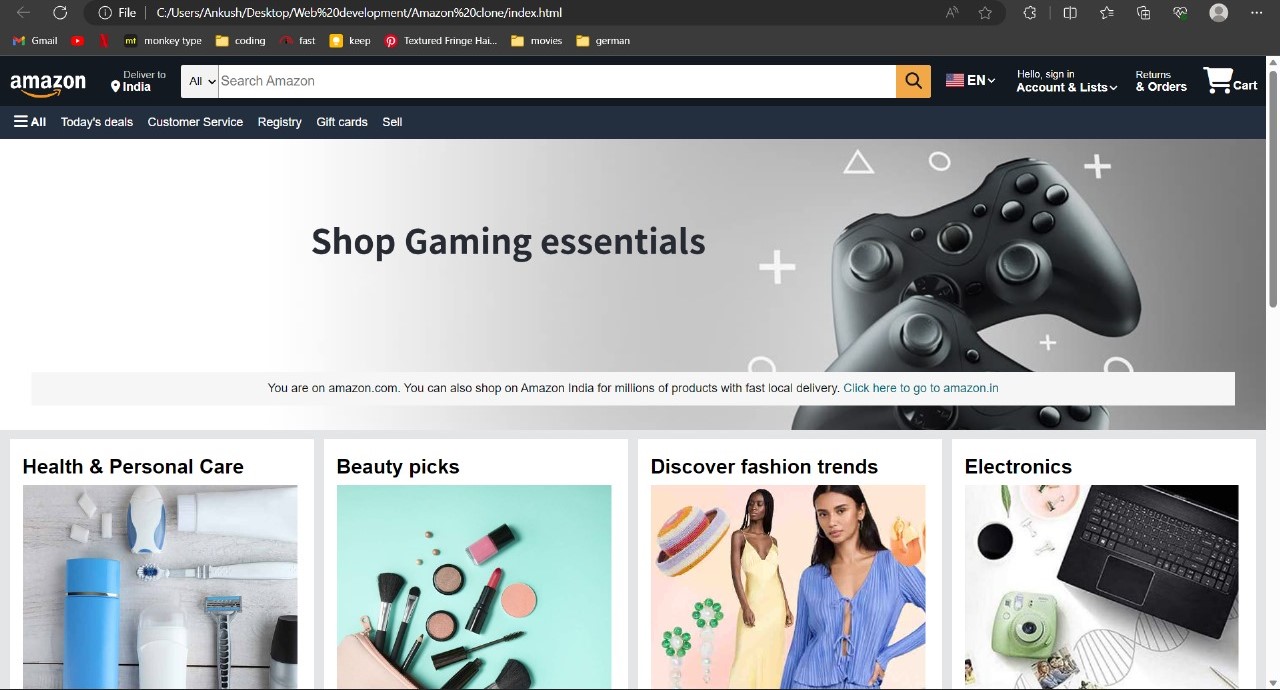 File C:/Users/Ankush/Desktop/Web%20development/Amazon%20clone/index.html
Gmail mt monkey type coding fast keep Textured Fringe Hai... movies german
amazon Deliver to India All Search Amazon EN Hello, sign in Account & Lists Returns & Orders Cart
All Today's deals Customer Service Registry Gift cards Sell
Shop Gaming essentials
You are on amazon.com. You can also shop on Amazon India for millions of products with fast local delivery. Click here to go to amazon.in
Health & Personal Care
Beauty picks
Discover fashion trends
Electronics